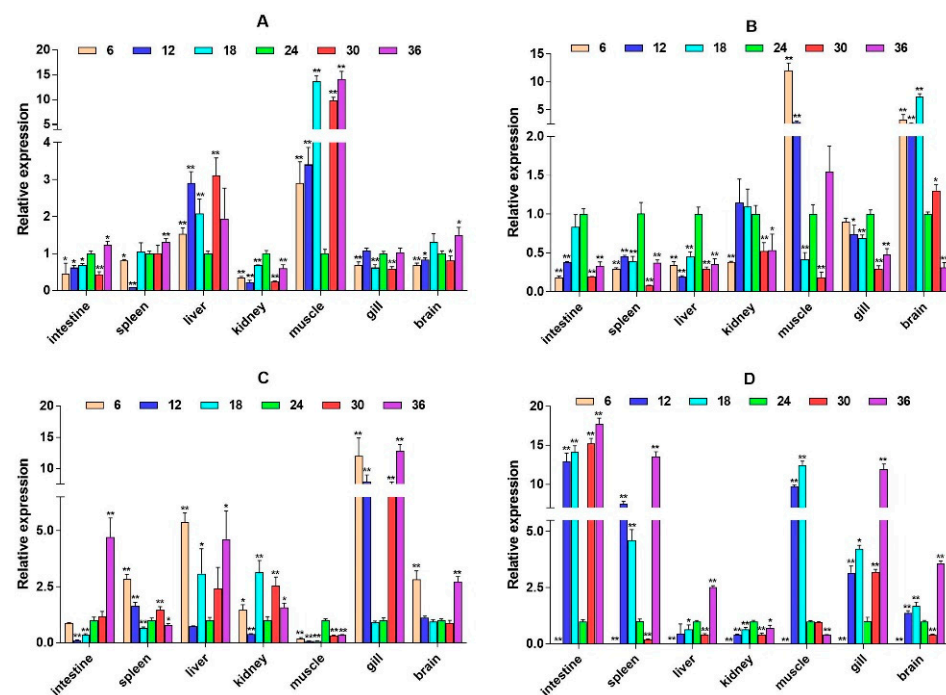 A
6 12 18 24 30 36
Relative expression
20
15
10
5
4
3
2
1
0
intestine spleen liver kidney muscle gill brain
B
6 12 18 24 30 36
Relative expression
15
10
5
2.0
1.5
1.0
0.5
0.0
intestine spleen liver kidney muscle gill brain
C
6 12 18 24 30 36
Relative expression
20
15
10
5.0
2.5
0.0
intestine spleen liver kidney muscle gill brain
D
6 12 18 24 30 36
Relative expression
20
15
10
5.0
2.5
0.0
intestine spleen liver kidney muscle gill brain